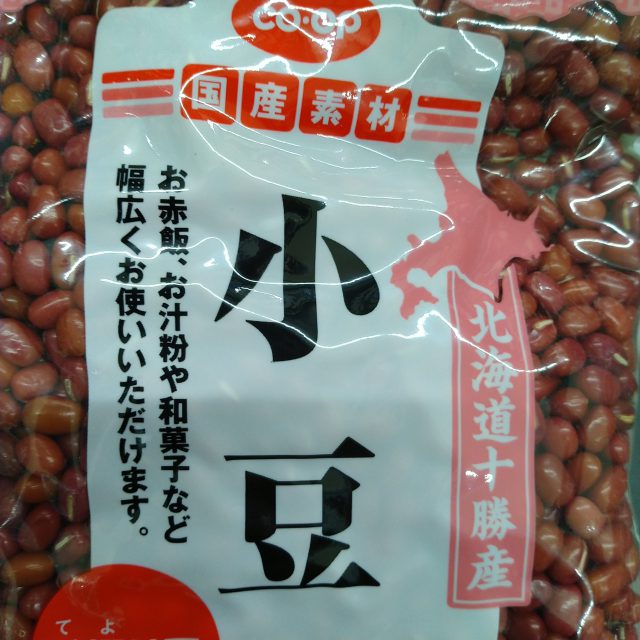 co·op
国産素材
小豆
北海道十勝産
お赤飯、お汁粉や和菓子など
幅広くお使いいただけます。
てよ